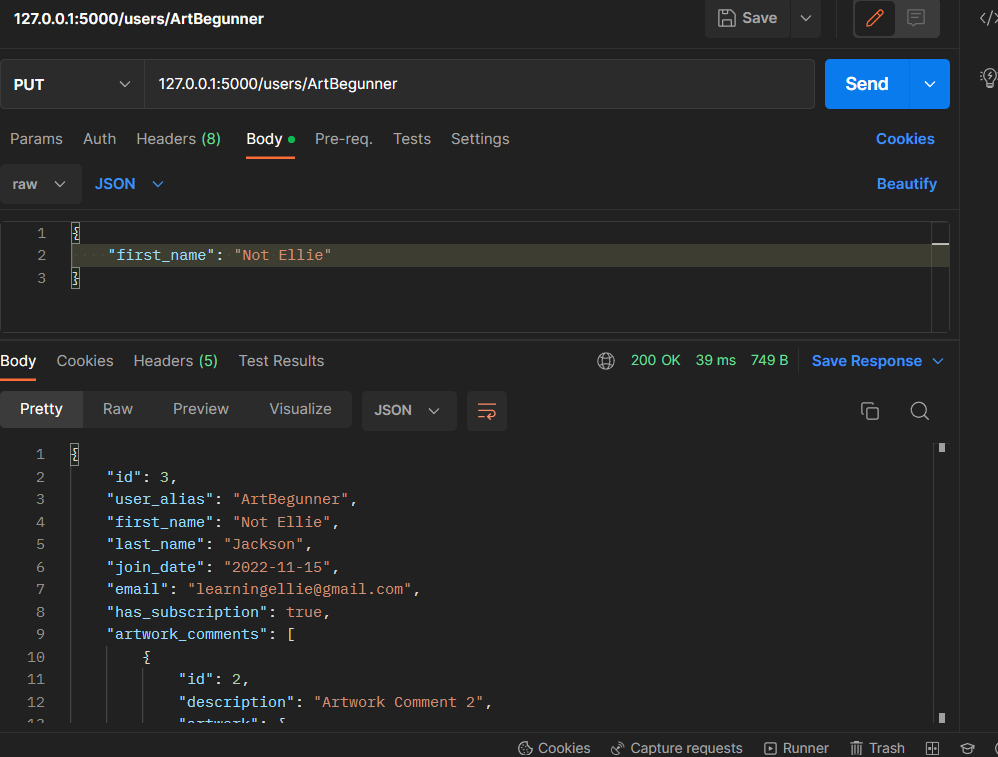 127.0.0.1:5000/users/ArtBegunner
Save
PUT
127.0.0.1:5000/users/ArtBegunner
Send
Params Auth Headers (8) Body Pre-req. Tests Settings Cookies
raw JSON Beautify
1 {
2 "first_name": "Not Ellie"
3 }
Body Cookies Headers (5) Test Results 200 OK 39 ms 749 B Save Response
Pretty Raw Preview Visualize JSON
1 {
2 "id": 3,
3 "user_alias": "ArtBegunner",
4 "first_name": "Not Ellie",
5 "last_name": "Jackson",
6 "join_date": "2022-11-15",
7 "email": "learningellie@gmail.com",
8 "has_subscription": true,
9 "artwork_comments": [
10 {
11 "id": 2,
12 "description": "Artwork Comment 2",
13 "artwork": {
Cookies Capture requests Runner Trash